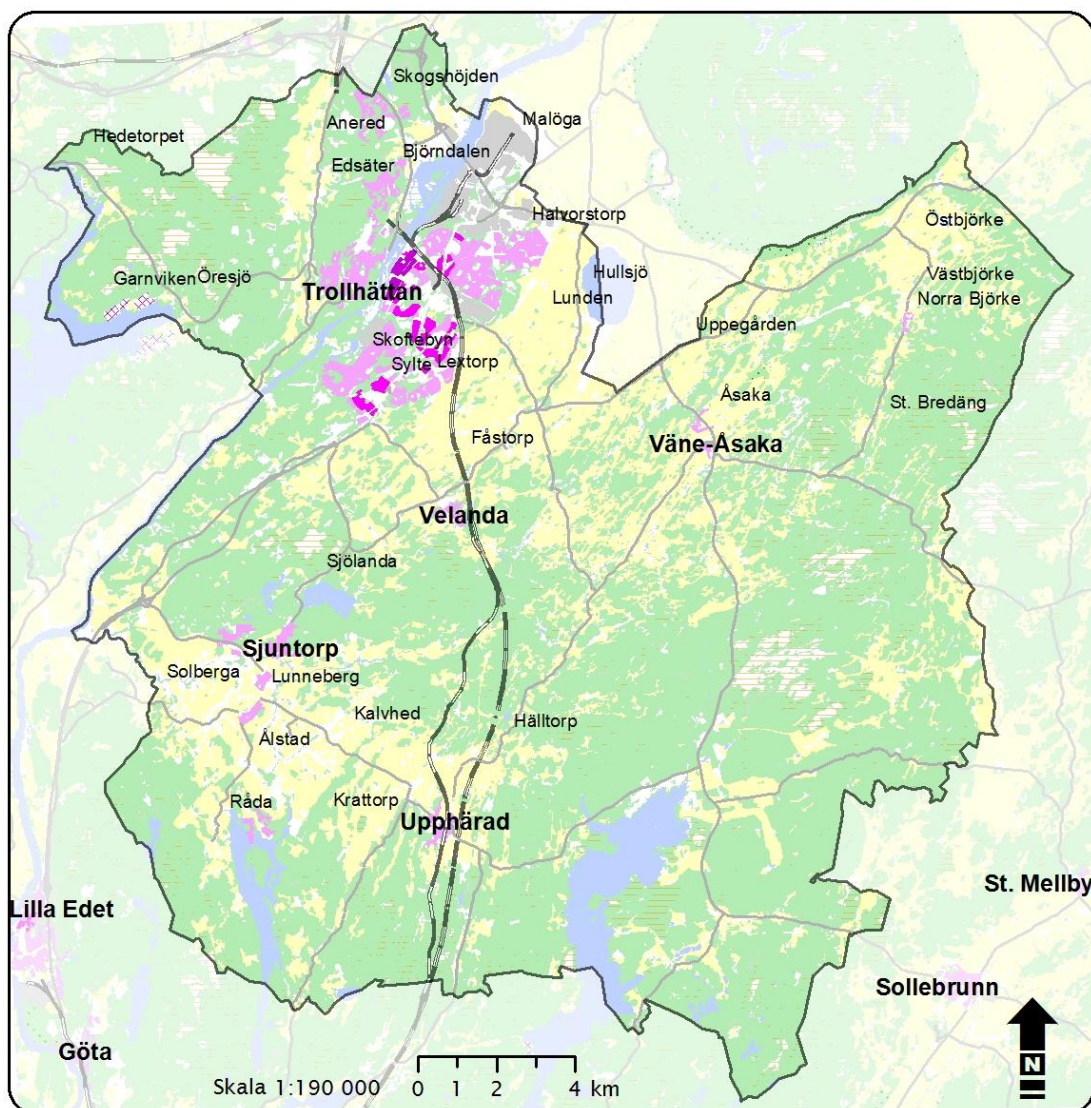 Skogshöjden
Malöga
Anered
Hedetorpet
Björndalen
Edsäter
Halvorstorp
Östbjörke
Hullsjö
Västbjörke
Garnviken
Öresjö
Trollhättan
Lunden
Norra Björke
Uppegården
Skoftebyn
Sylte
Lextorp
Åsaka
St. Bredäng
Fåstorp
Väne-Åsaka
Velanda
Sjölanda
Sjuntorp
Solberga
Lunneberg
Kalvhed
Hälltorp
Ålstad
Råda
Krattorp
Upphärad
St. Mellby
Lilla Edet
Sollebrunn
Göta
N
Skala 1:190 000
0 1 2 4 km